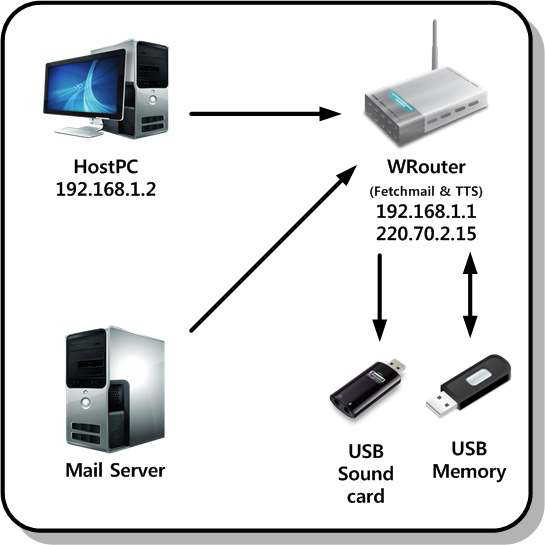 HostPC
192.168.1.2
WRouter
(Fetchmail & TTS)
192.168.1.1
220.70.2.15
Mail Server
USB
Sound
card
USB
Memory